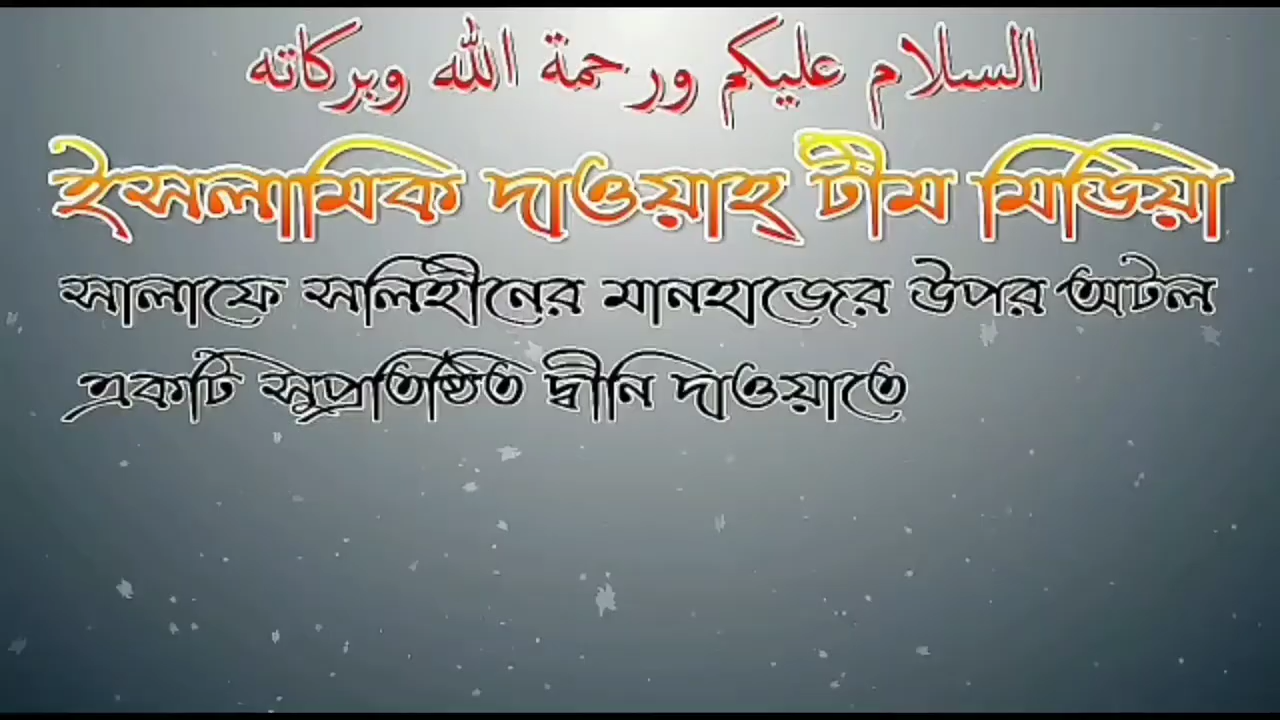 السلام عليكم ورحمة الله وبركاته
ইসলামিক দাওয়াহ্ টীম মিডিয়া
সালাফে সলিহীনের মানহাজের উপর অটল
একটি সুপ্রতিষ্ঠিত দ্বীনি দাওয়াতে